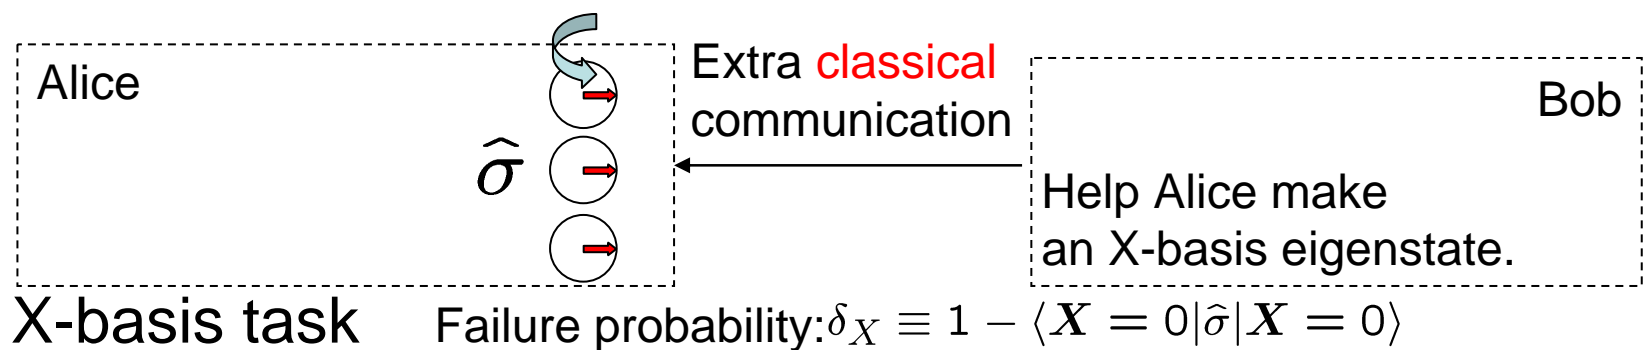 Alice
Extra classical
communication
Bob
σ̂
Help Alice make
an X-basis eigenstate.
X-basis task
Failure probability: δ_X ≡ 1 − ⟨X = 0|σ̂|X = 0⟩